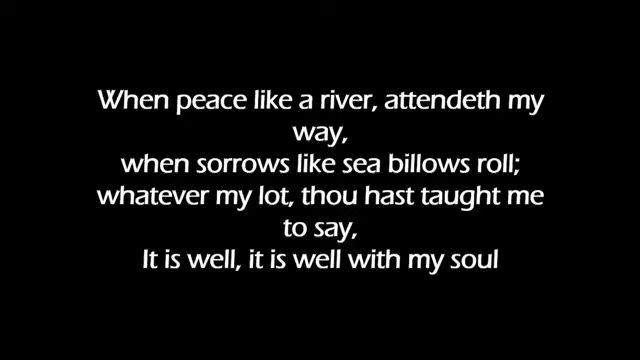 When peace like a river, attendeth my
way,
when sorrows like sea billows roll;
whatever my lot, thou hast taught me
to say,
It is well, it is well with my soul